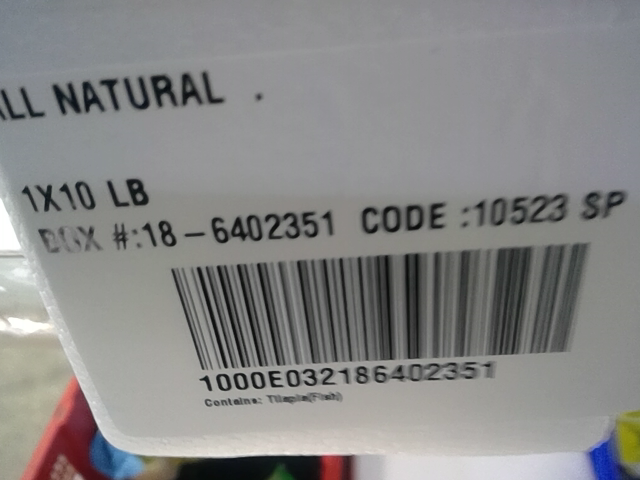 ALL NATURAL .
1X10 LB
BOX #:18-6402351 CODE :10523 SP
1000E032186402351
Contains: Tilapia(Fish)